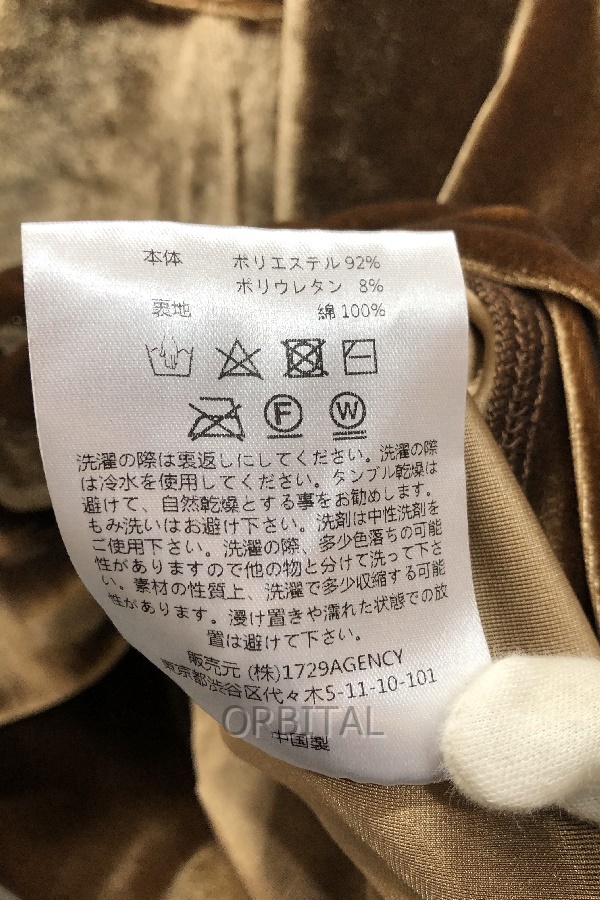 本体 ポリエステル 92%
ポリウレタン 8%
裏地 綿 100%
F W
洗濯の際は裏返しにしてください。洗濯の際
は冷水を使用してください。タンブル乾燥は
避けて、自然乾燥とする事をお勧めします。
もみ洗いはお避け下さい。洗剤は中性洗剤を
ご使用下さい。洗濯の際、多少色落ちの可能
性がありますので他の物と分けて洗って下さ
い。素材の性質上、洗濯で多少収縮する可能
性があります。浸け置きや濡れた状態での放
置は避けて下さい。
販売元 (株)1729AGENCY
東京都渋谷区代々木5-11-10-101
ORBITAL
中国製